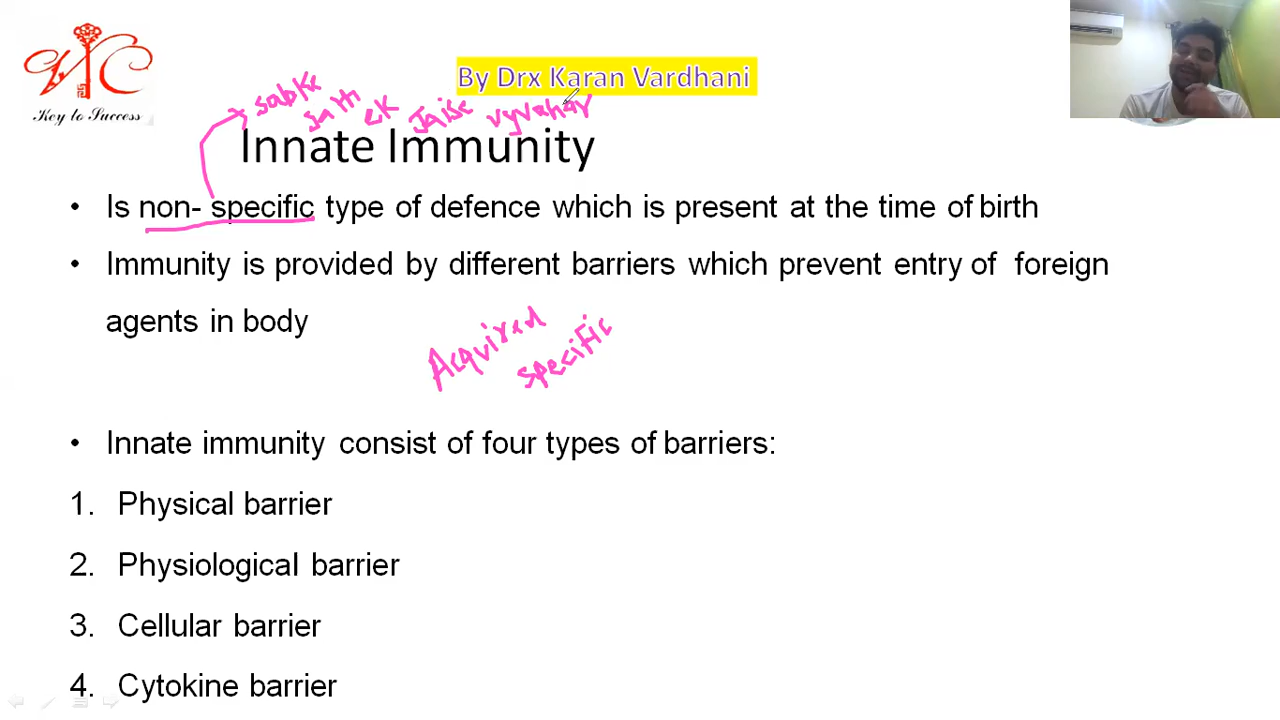 VC
Key to Success
By Drx Karan Vardhani
sabke sath ek Jaise vyvahar
Innate Immunity
• Is non- specific type of defence which is present at the time of birth
• Immunity is provided by different barriers which prevent entry of foreign
agents in body
Acquired
specific
• Innate immunity consist of four types of barriers:
1. Physical barrier
2. Physiological barrier
3. Cellular barrier
4. Cytokine barrier